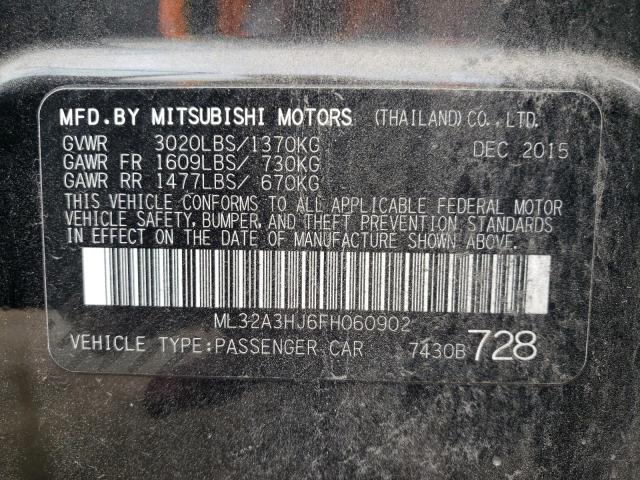 MFD.BY MITSUBISHI MOTORS (THAILAND)CO.,LTD.
GVWR 3020LBS/1370KG DEC 2015
GAWR FR 1609LBS/ 730KG
GAWR RR 1477LBS/ 670KG
THIS VEHICLE CONFORMS TO ALL APPLICABLE FEDERAL MOTOR
VEHICLE SAFETY, BUMPER, AND THEFT PREVENTION STANDARDS
IN EFFECT ON THE DATE OF MANUFACTURE SHOWN ABOVE.
ML32A3HJ6FH060902
VEHICLE TYPE:PASSENGER CAR 7430B 728